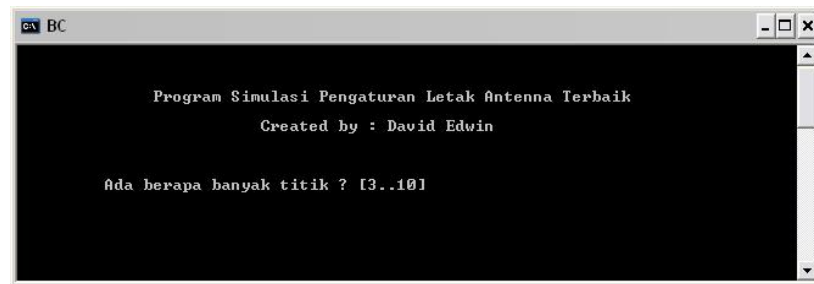 BC
Program Simulasi Pengaturan Letak Antenna Terbaik
Created by : David Edwin
Ada berapa banyak titik ? [3..10]